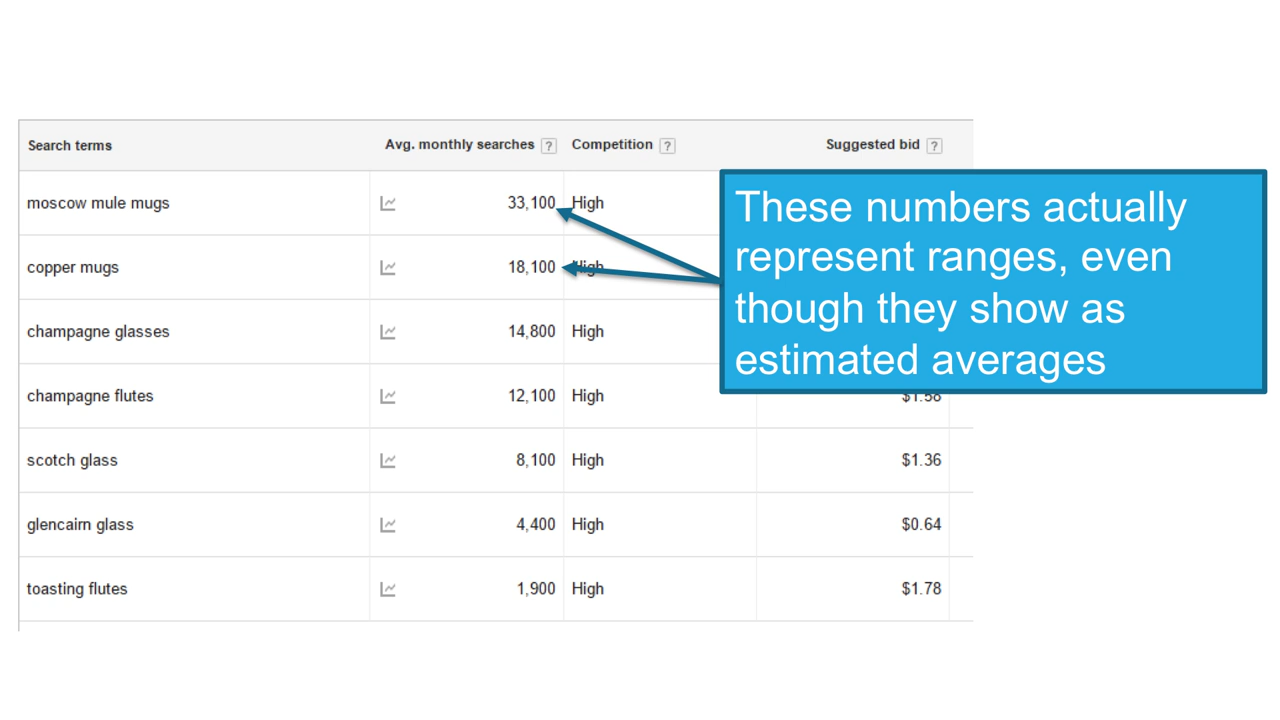 Search terms Avg. monthly searches ? Competition ? Suggested bid ?
moscow mule mugs 33,100 High
copper mugs 18,100 High
champagne glasses 14,800 High
champagne flutes 12,100 High $1.58
scotch glass 8,100 High $1.36
glencairn glass 4,400 High $0.64
toasting flutes 1,900 High $1.78
These numbers actually
represent ranges, even
though they show as
estimated averages